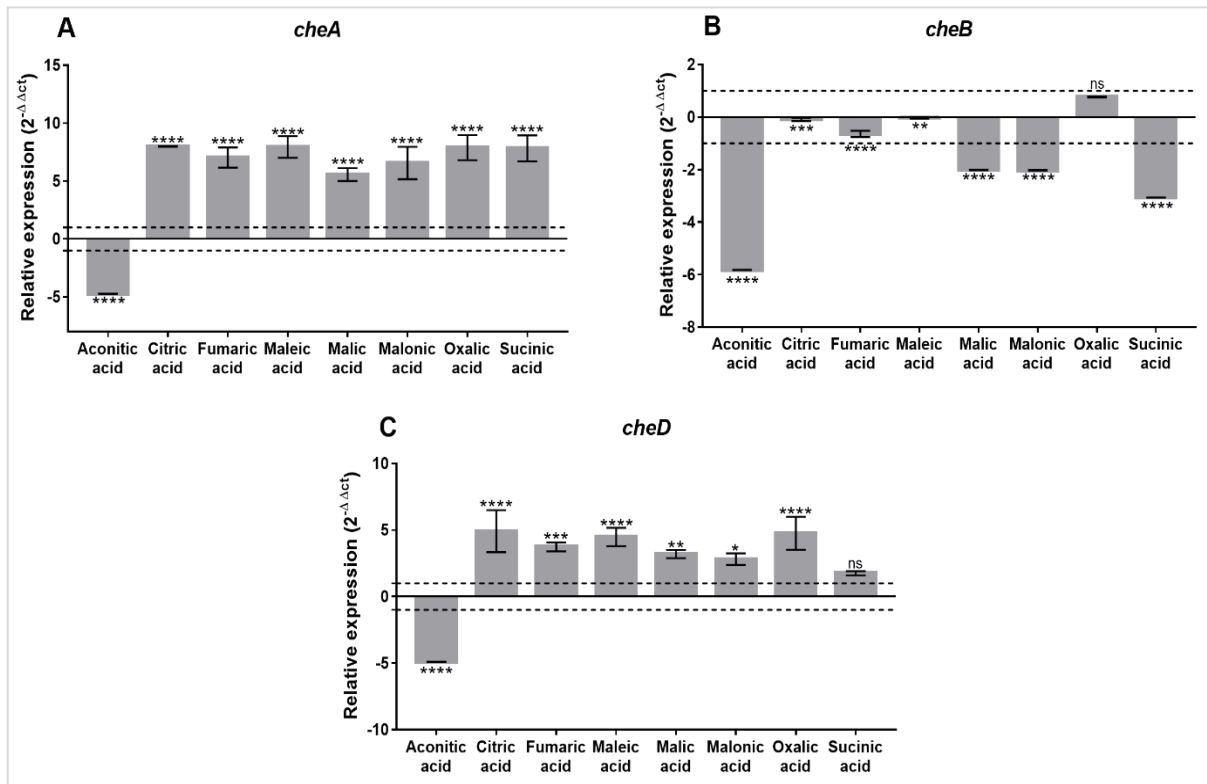 A
cheA
Relative expression (2-Δ Δct)
15
10
5
0
-5
****
****
****
****
****
****
****
****
Aconitic acid
Citric acid
Fumaric acid
Maleic acid
Malic acid
Malonic acid
Oxalic acid
Sucinic acid
B
cheB
Relative expression (2-Δ Δct)
2
0
-2
-4
-6
-8
****
***
****
**
****
****
ns
****
Aconitic acid
Citric acid
Fumaric acid
Maleic acid
Malic acid
Malonic acid
Oxalic acid
Sucinic acid
C
cheD
Relative expression (2-Δ Δct)
10
5
0
-5
-10
****
****
***
****
**
*
****
ns
Aconitic acid
Citric acid
Fumaric acid
Maleic acid
Malic acid
Malonic acid
Oxalic acid
Sucinic acid